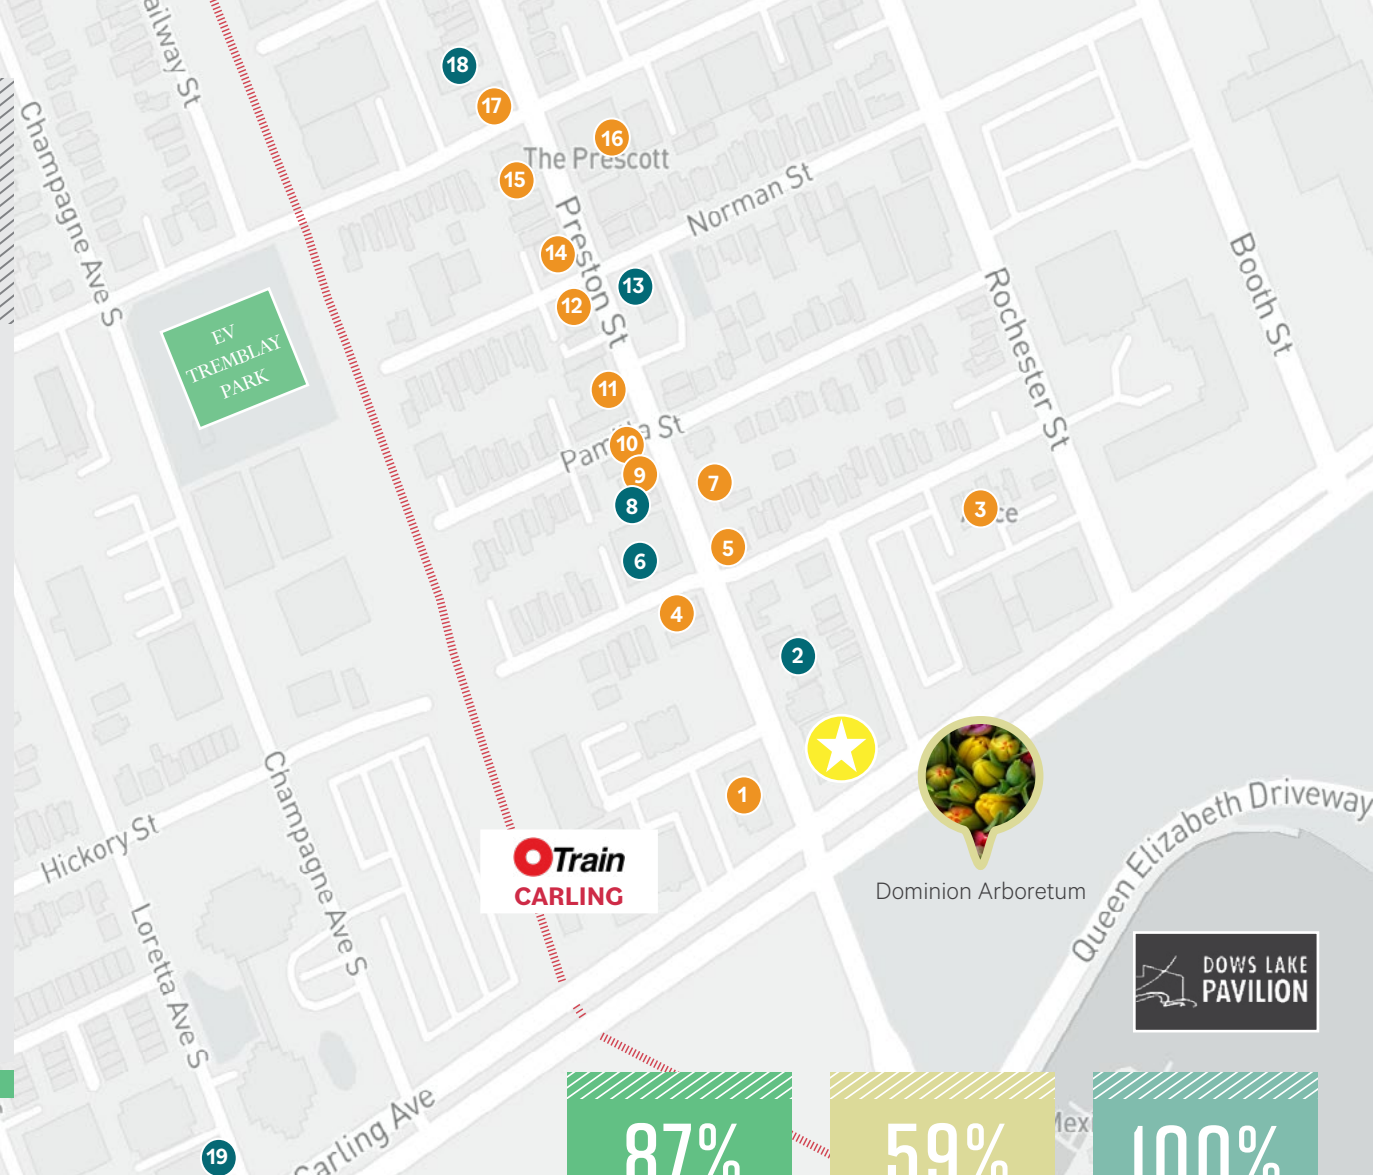 ailway St
18
17
16
The Prescott
15
Champagne Ave S
Norman St
Preston St
14
13
12
Booth St
Rochester St
EV
TREMBLAY
PARK
11
10
9
7
8
3
5
6
4
2
1
Hickory St
Champagne Ave S
Train
CARLING
Dominion Arboretum
Queen Elizabeth Driveway
Loretta Ave S
DOWS LAKE
PAVILION
Carling Ave
19
87%
59%
100%